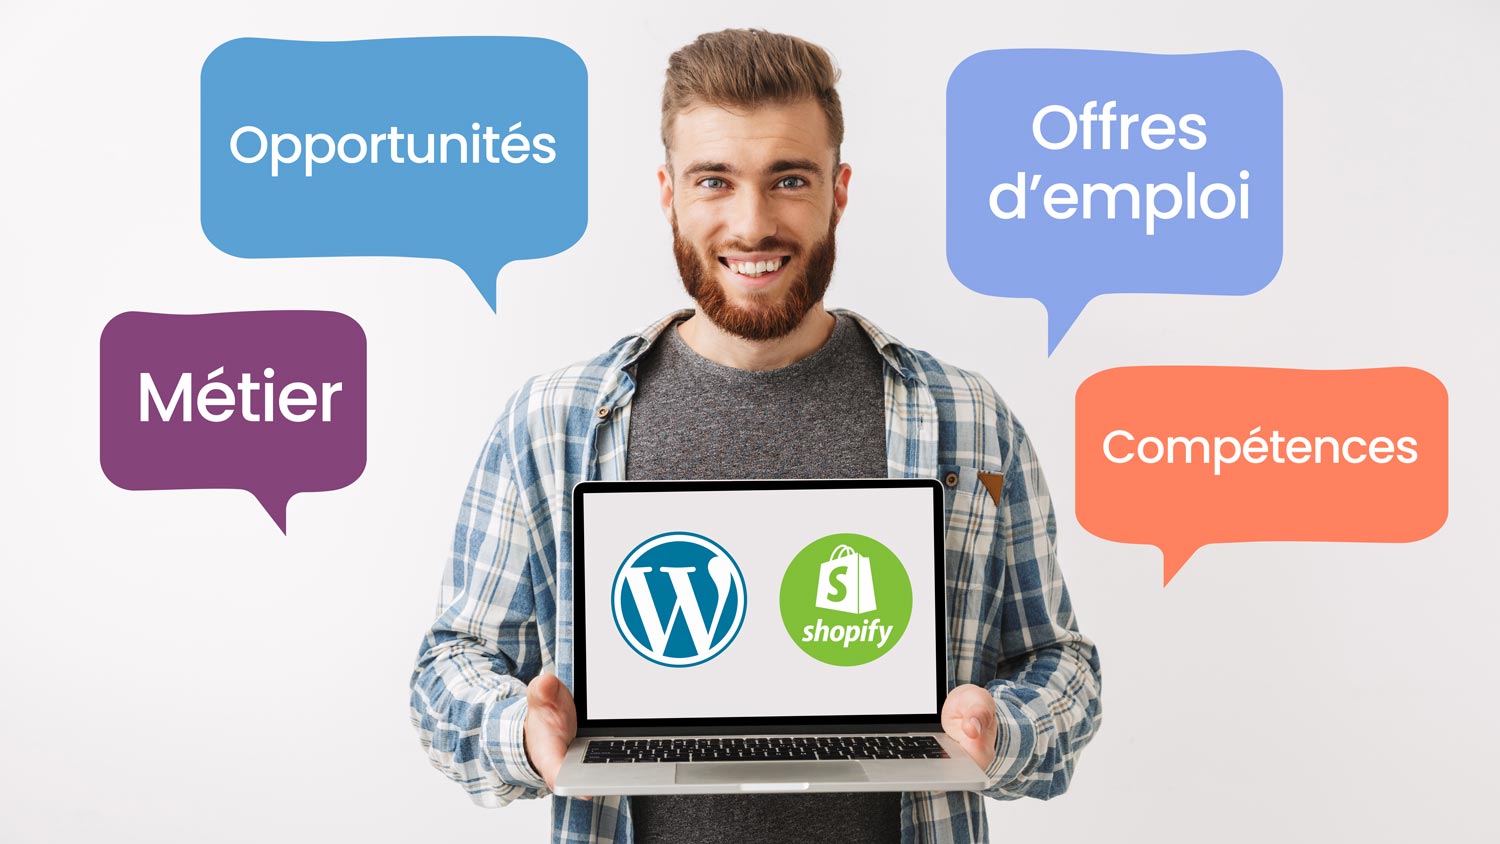 Opportunités
Offres
d’emploi
Métier
Compétences
W
S
shopify